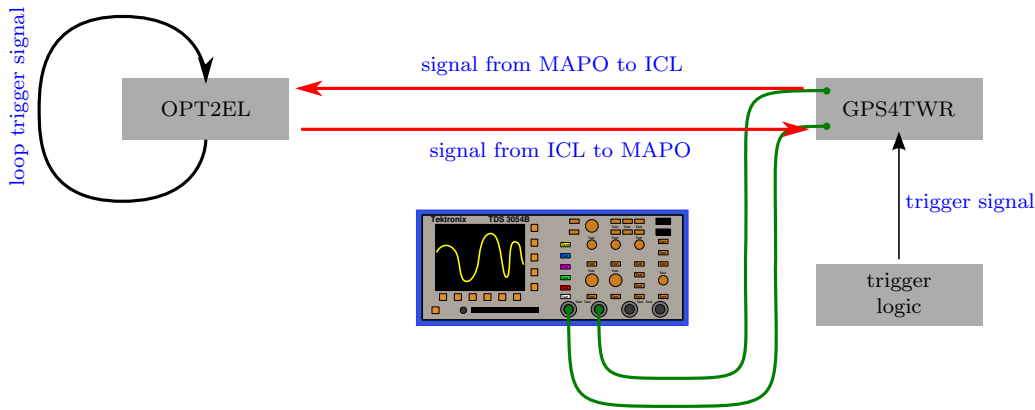 loop trigger signal
signal from MAPO to ICL
OPT2EL
GPS4TWR
signal from ICL to MAPO
trigger signal
Tektronix TDS 3054B
trigger
logic